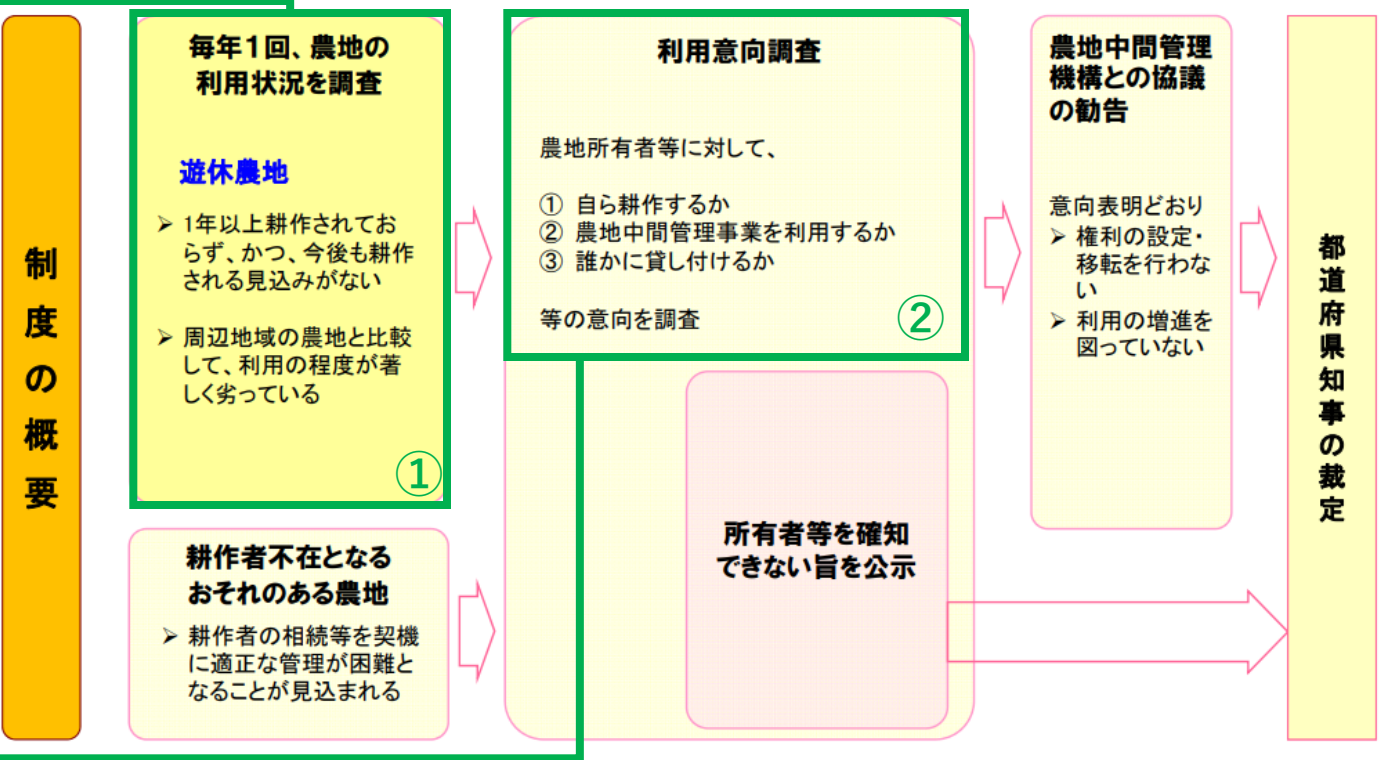 制度の概要
毎年１回、農地の
利用状況を調査
遊休農地
➢ 1年以上耕作されてお
らず、かつ、今後も耕作
される見込みがない
➢ 周辺地域の農地と比較
して、利用の程度が著
しく劣っている
①
耕作者不在となる
おそれのある農地
➢ 耕作者の相続等を契機
に適正な管理が困難と
なることが見込まれる
利用意向調査
農地所有者等に対して、
① 自ら耕作するか
② 農地中間管理事業を利用するか
③ 誰かに貸し付けるか
等の意向を調査
②
所有者等を確知
できない旨を公示
農地中間管理
機構との協議
の勧告
意向表明どおり
➢ 権利の設定・
移転を行わな
い
➢ 利用の増進を
図っていない
都道府県知事の裁定